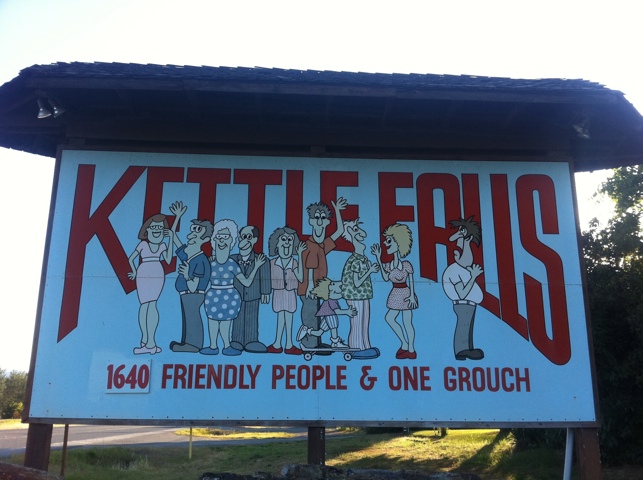 KETTLE FALLS
1640 FRIENDLY PEOPLE & ONE GROUCH